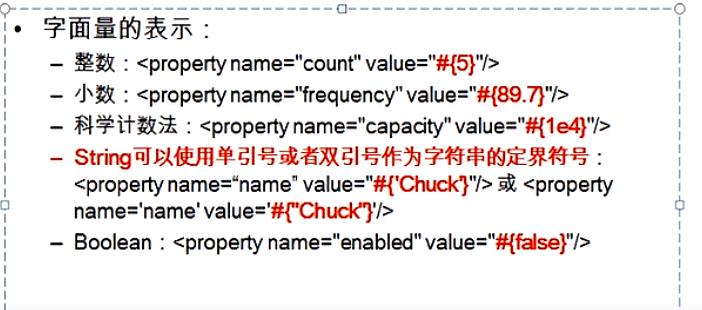 • 字面量的表示：
– 整数：<property name="count" value="#{5}"/>
– 小数：<property name="frequency" value="#{89.7}"/>
– 科学计数法：<property name="capacity" value="#{1e4}"/>
– String可以使用单引号或者双引号作为字符串的定界符号：
<property name=“name” value="#{'Chuck'}"/> 或 <property
name='name' value='#{"Chuck"}'/>
– Boolean：<property name="enabled" value="#{false}"/>